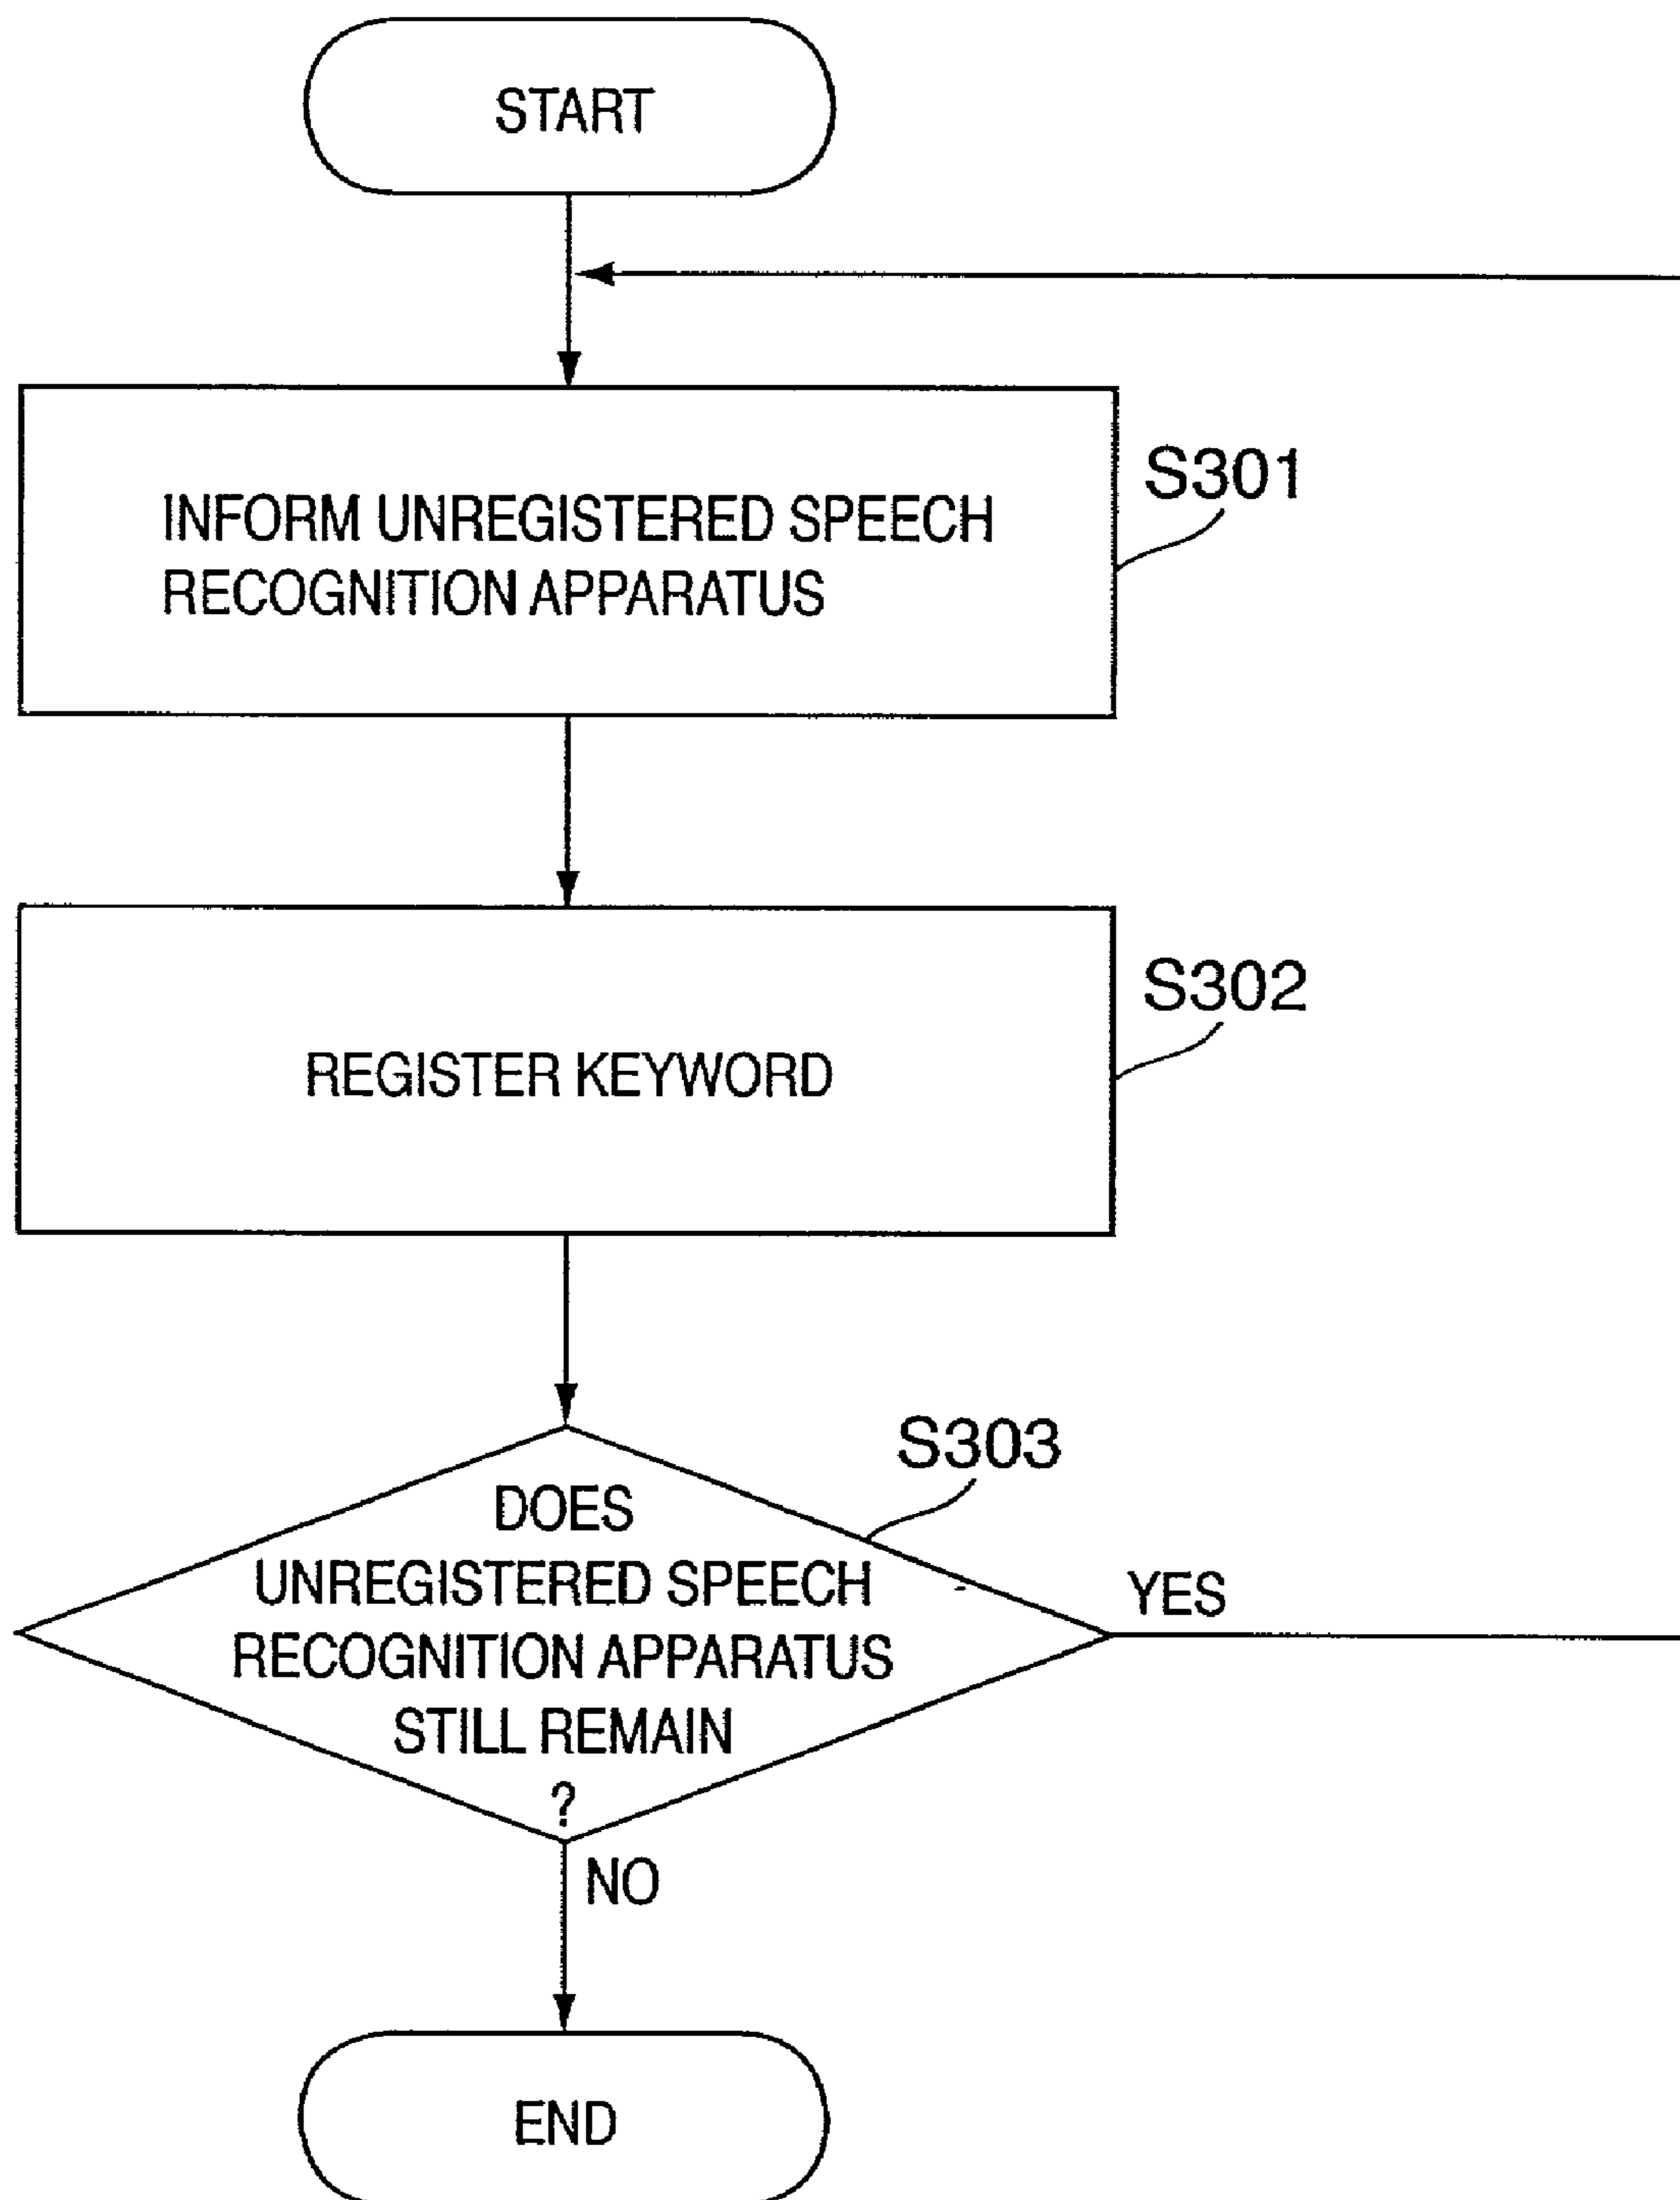 START
INFORM UNREGISTERED SPEECH
RECOGNITION APPARATUS
S301
REGISTER KEYWORD
S302
DOES
UNREGISTERED SPEECH
RECOGNITION APPARATUS
STILL REMAIN
?
S303
YES
NO
END